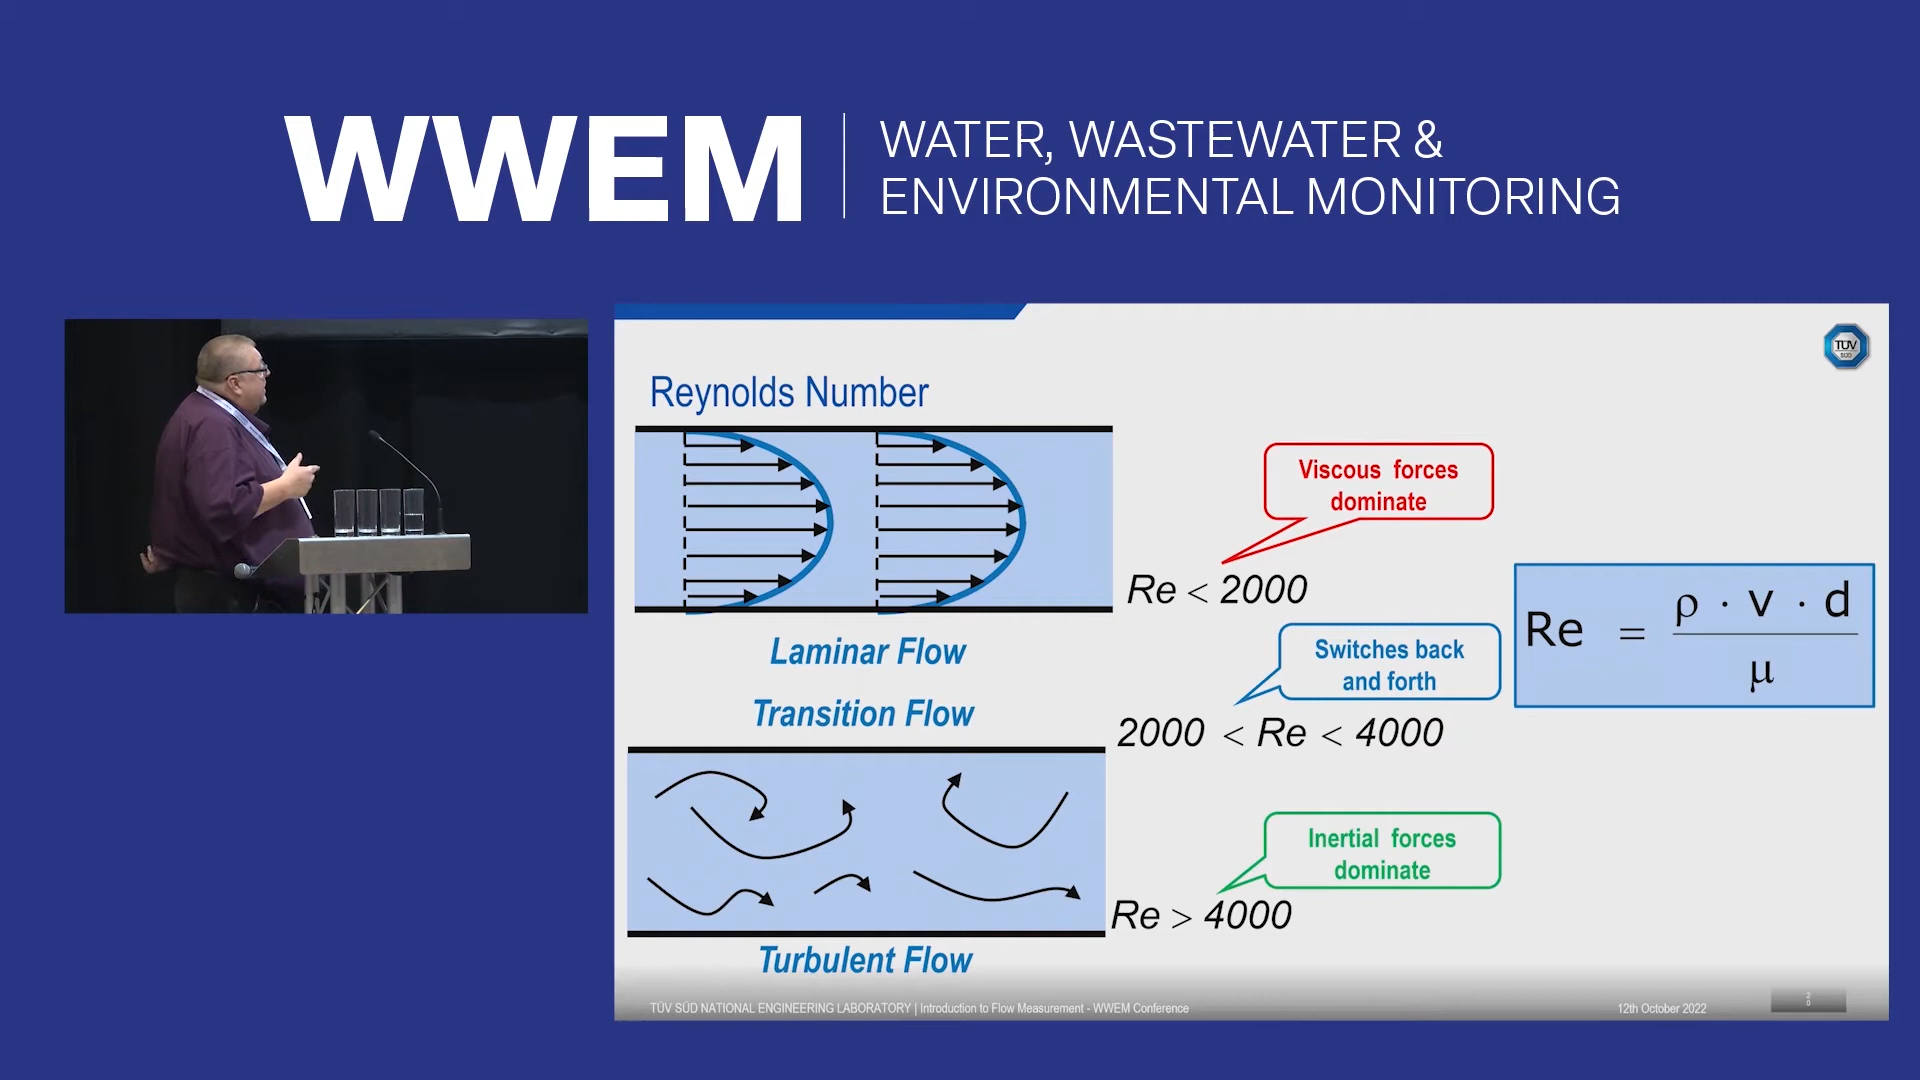 WWEM
WATER, WASTEWATER &
ENVIRONMENTAL MONITORING
TÜV
SÜD
Reynolds Number
Viscous forces
dominate
Re < 2000
Laminar Flow
Switches back
and forth
Re = ρ · v · d
μ
Transition Flow
2000 < Re < 4000
Inertial forces
dominate
Re > 4000
Turbulent Flow
TÜV SÜD NATIONAL ENGINEERING LABORATORY | Introduction to Flow Measurement - WWEM Conference
12th October 2022